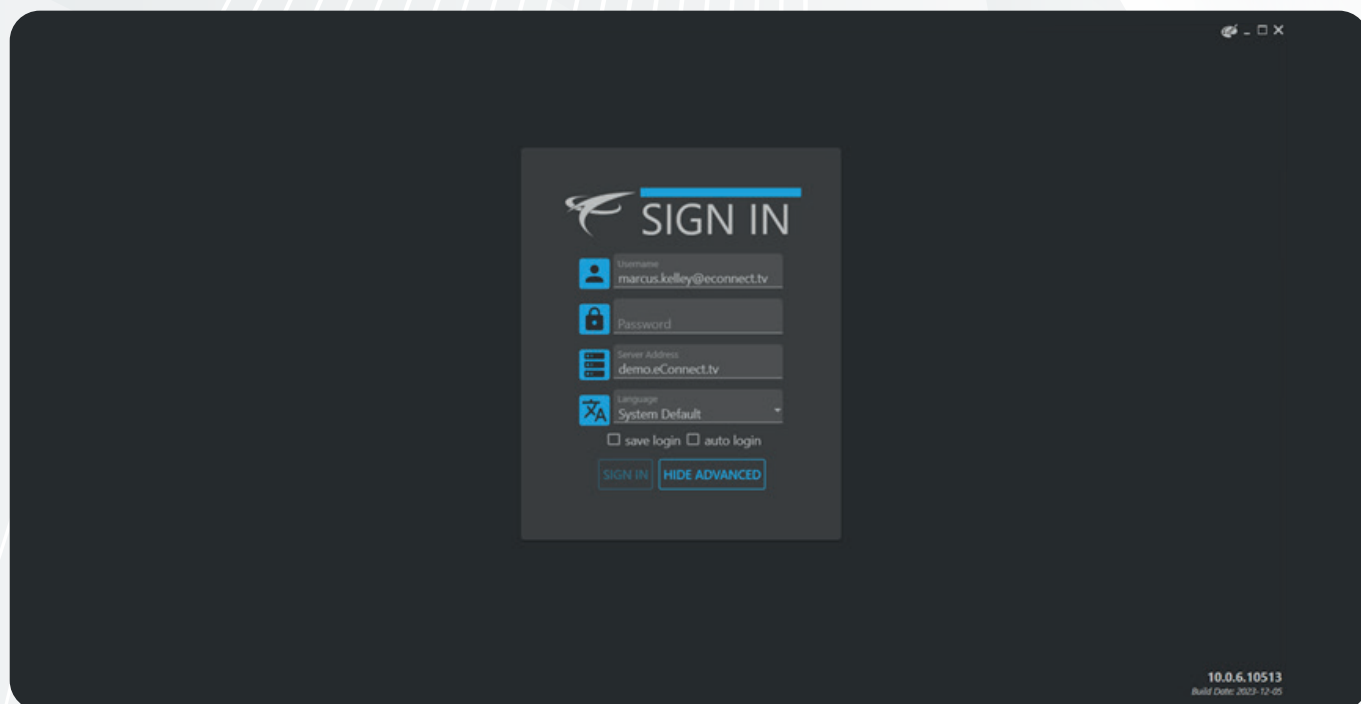 SIGN IN
Username
marcus.kelley@econnect.tv
Password
Server Address
demo.eConnect.tv
Language
System Default
save login auto login
SIGN IN HIDE ADVANCED
10.0.6.10513
Build Date: 2023-12-05